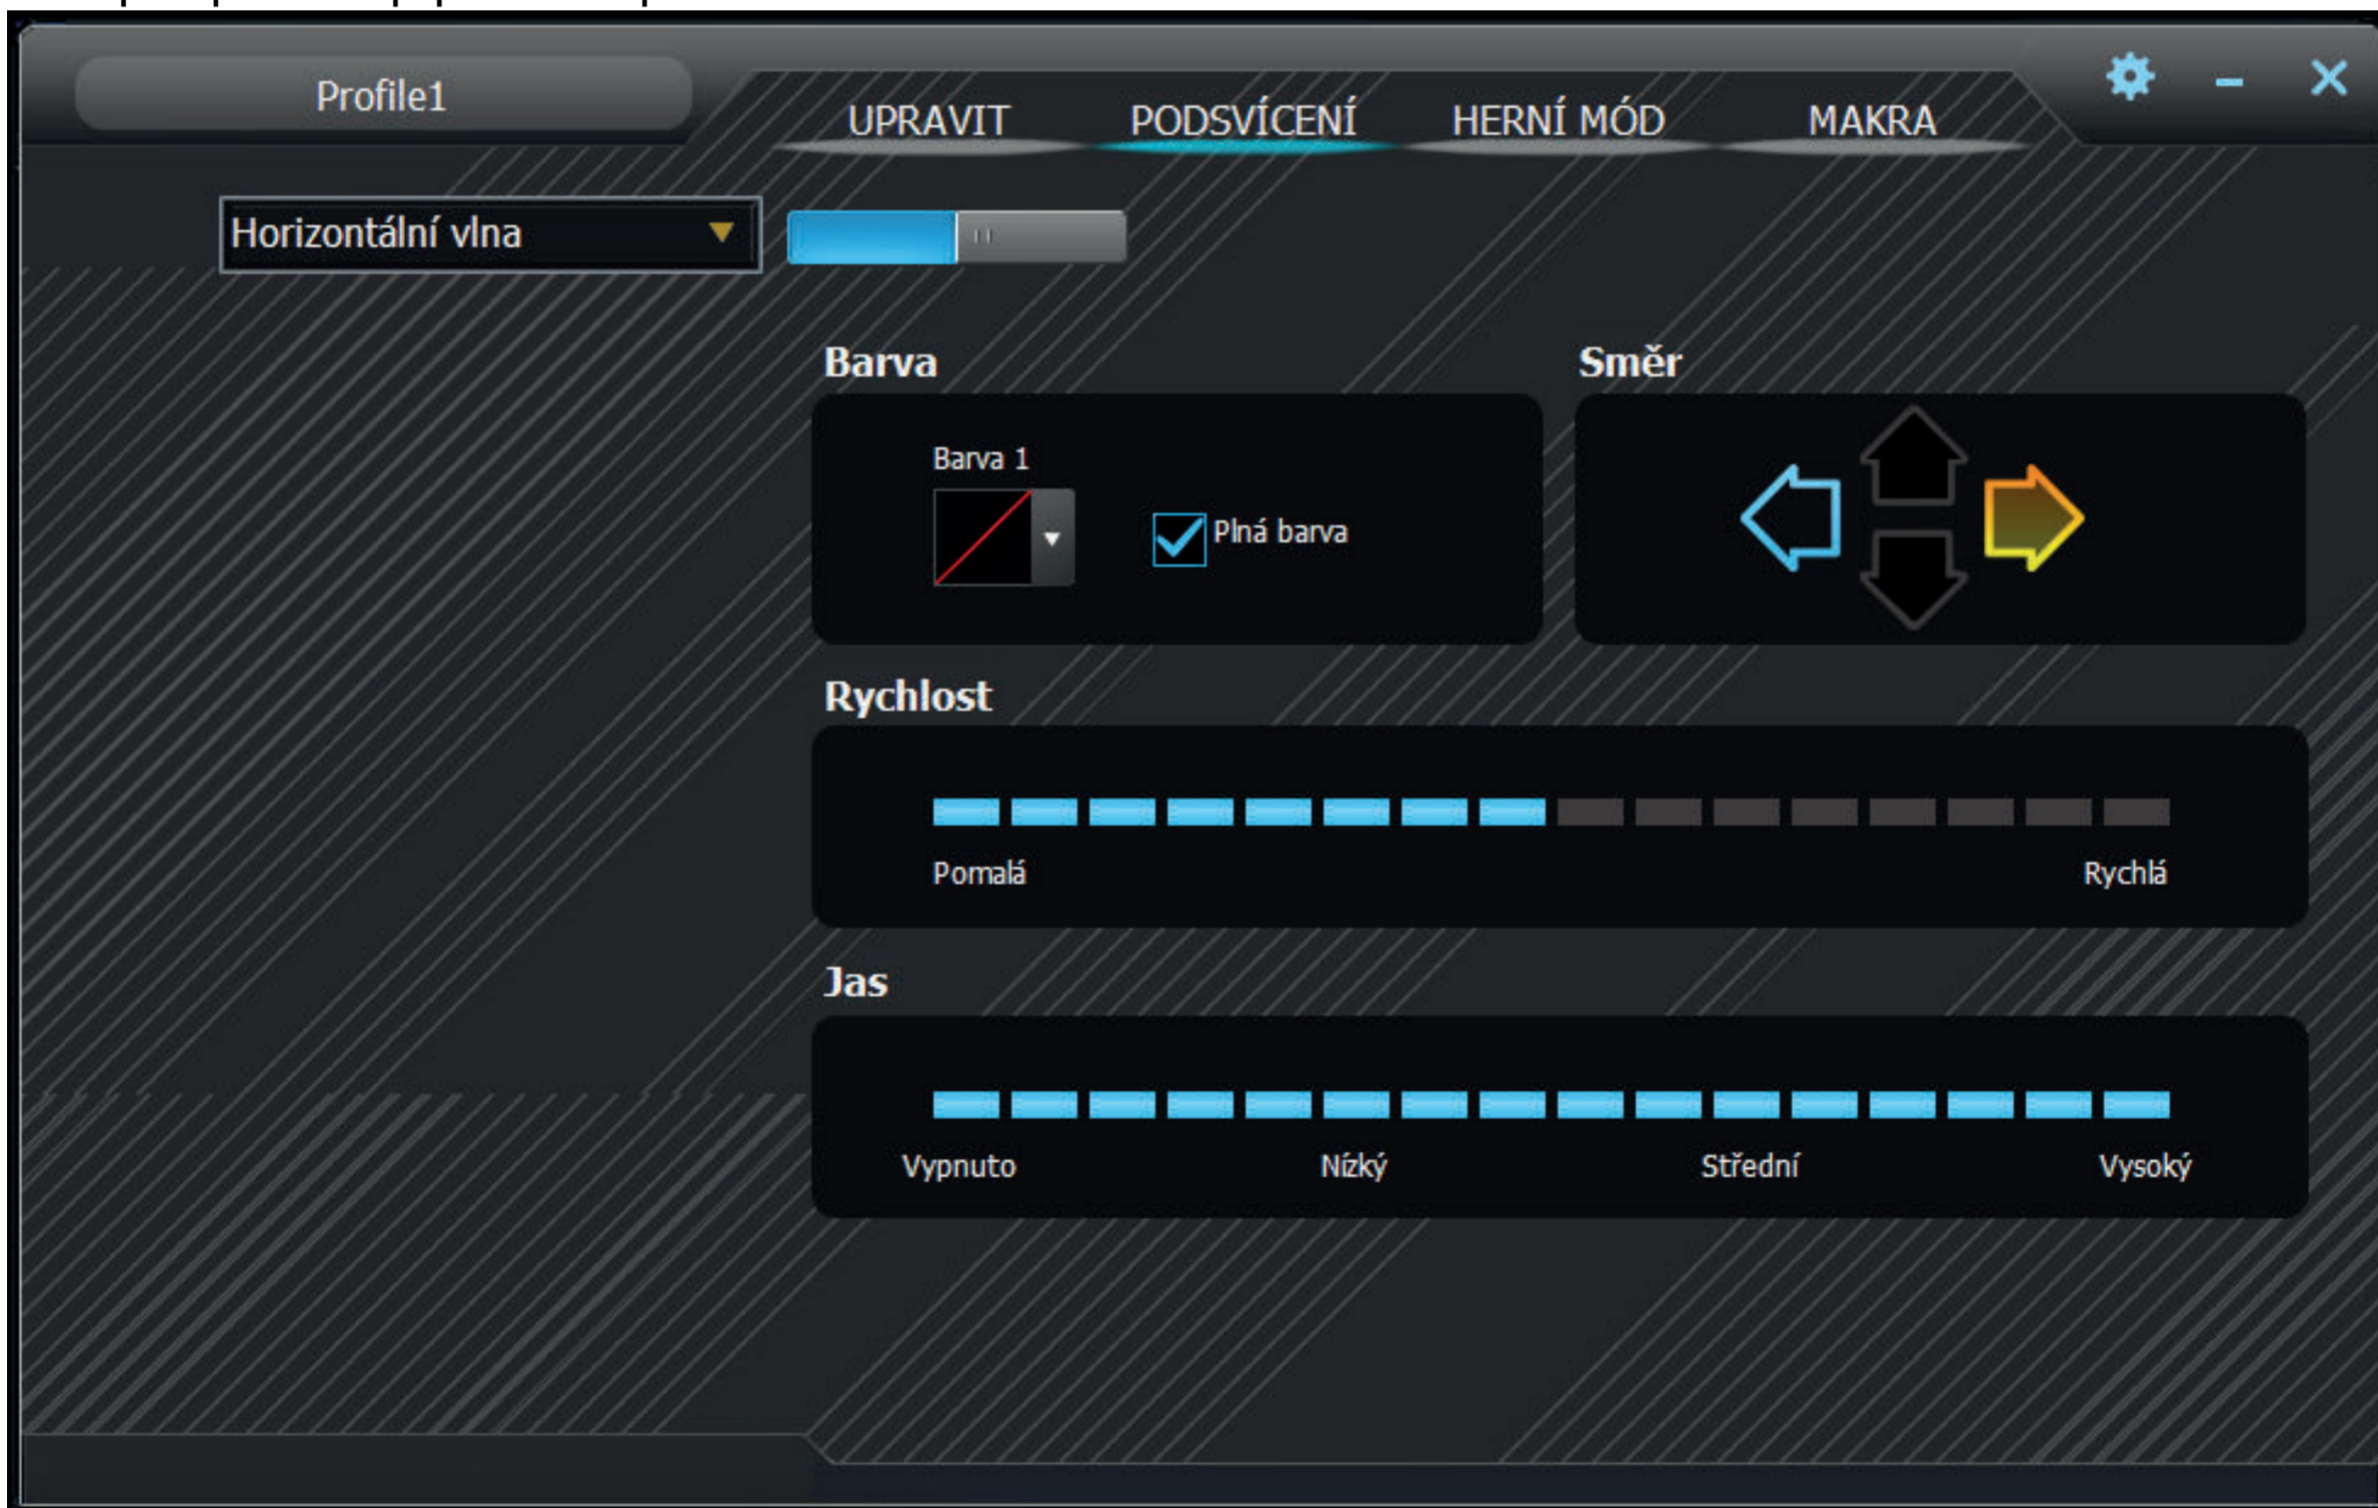 Profile1
UPRAVIT
PODSVÍCENÍ
HERNÍ MÓD
MAKRA
Horizontální vlna
Barva
Směr
Barva 1
Plná barva
Rychlost
Pomalá
Rychlá
Jas
Vypnuto
Nízký
Střední
Vysoký